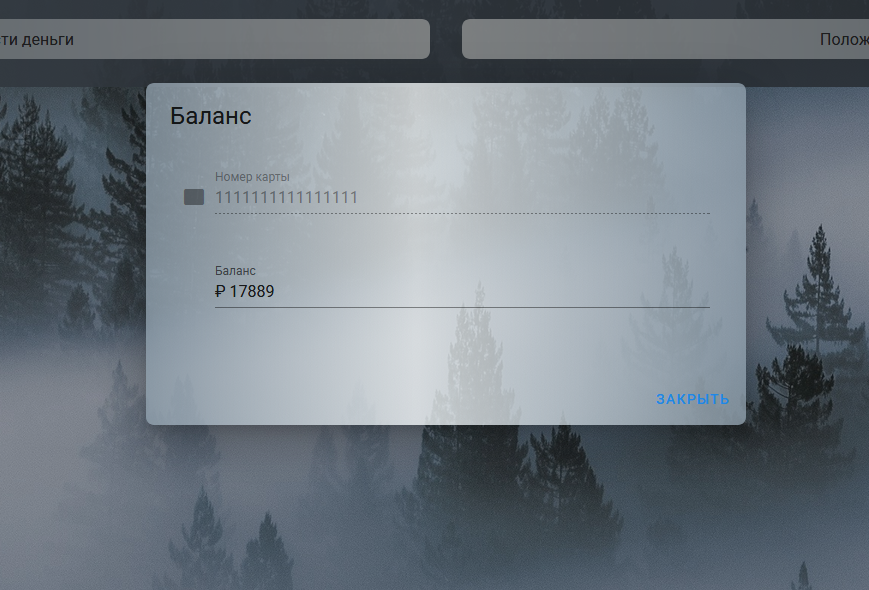 ти деньги
Полож
Баланс
Номер карты
1111111111111111
Баланс
₽ 17889
ЗАКРЫТЬ